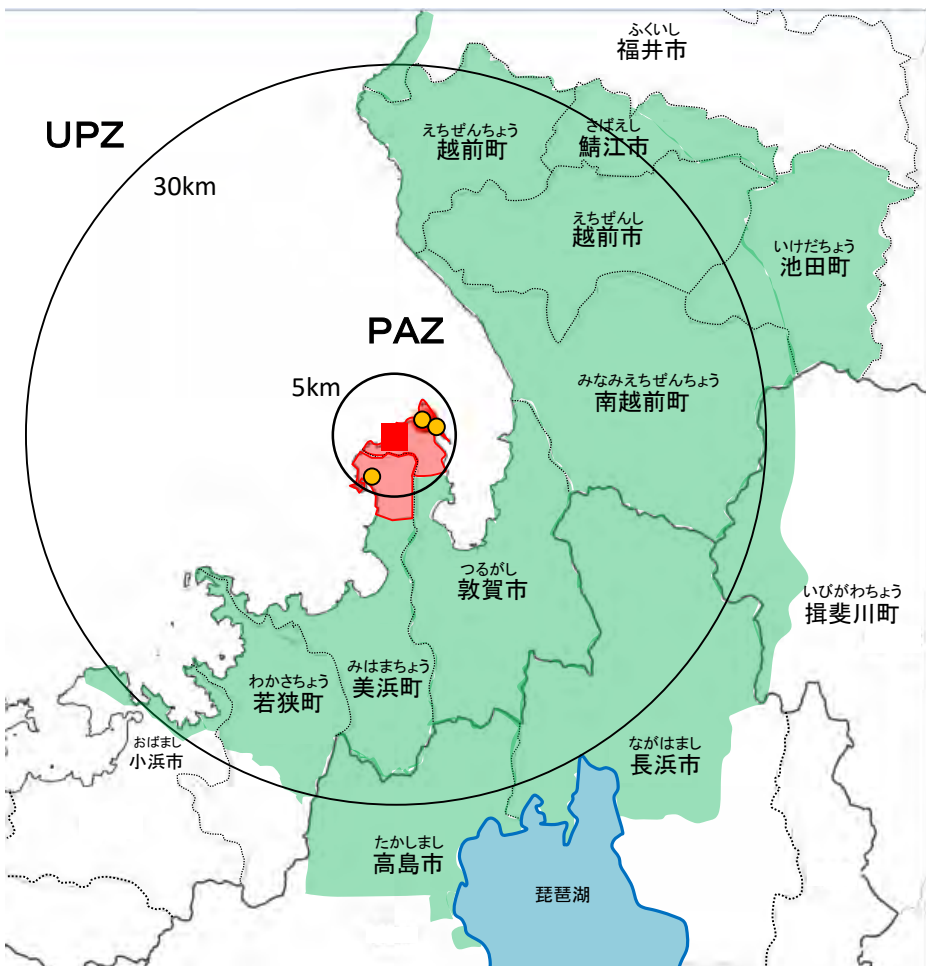 ふくいし
福井市
UPZ
えちぜんちょう
越前町
さばえし
鯖江市
30km
えちぜんし
越前市
いけだちょう
池田町
PAZ
5km
みなみえちぜんちょう
南越前町
つるがし
敦賀市
いびがわちょう
揖斐川町
わかさちょう
若狭町
みはまちょう
美浜町
おばまし
小浜市
ながはまし
長浜市
たかしまし
高島市
琵琶湖